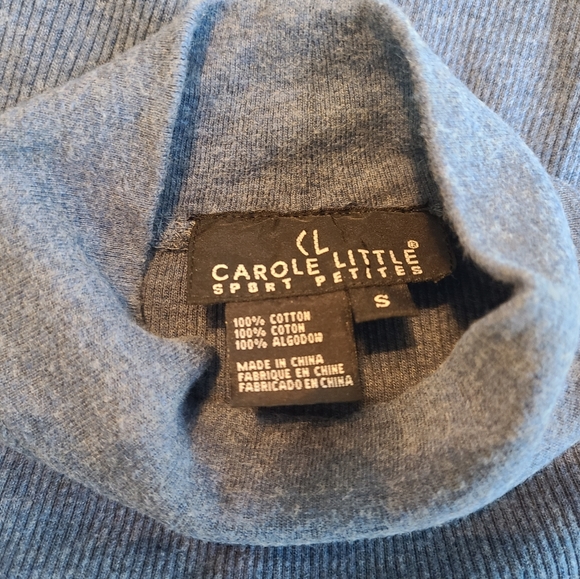 CL
CAROLE LITTLE®
SPORT PETITES
S
100% COTTON
100% COTON
100% ALGODOW
MADE IN CHINA
FABRIQUE EN CHINE
FABRICADO EN CHINA